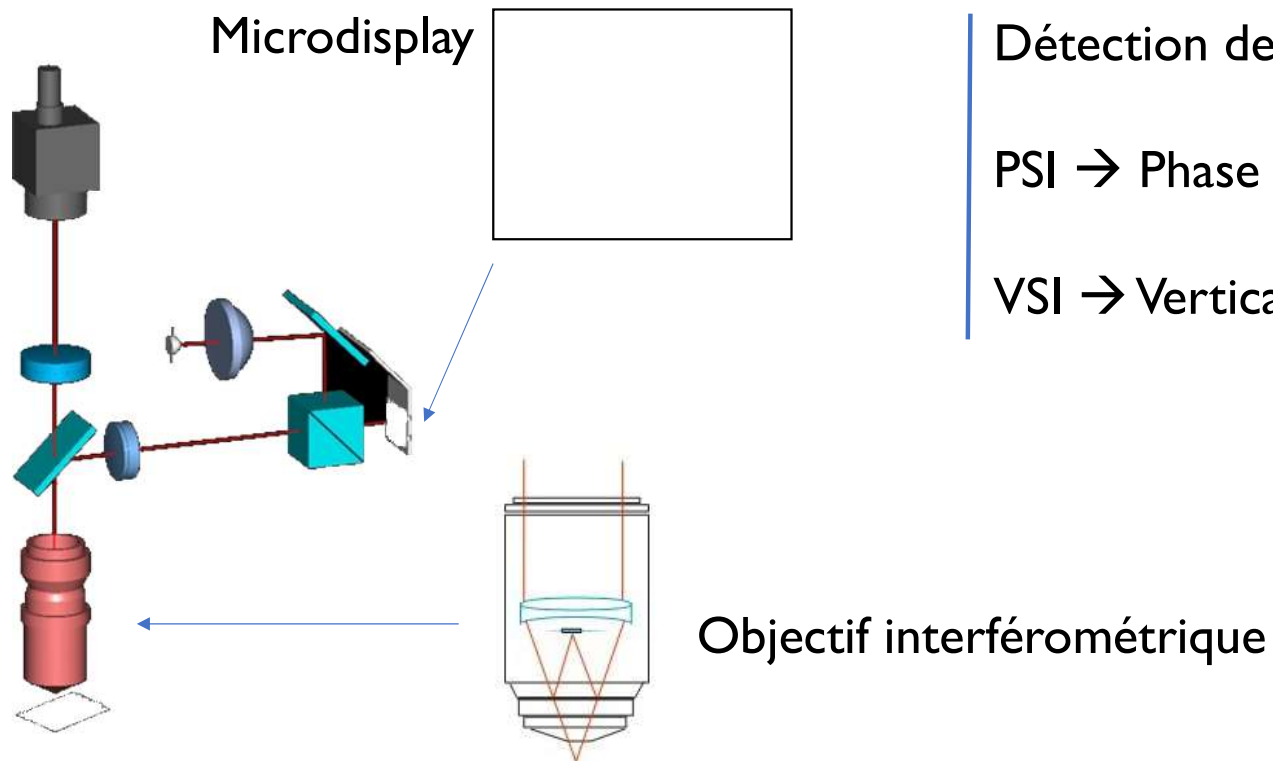 Microdisplay
Détection de
PSI → Phase
VSI → Vertica
Objectif interférométrique